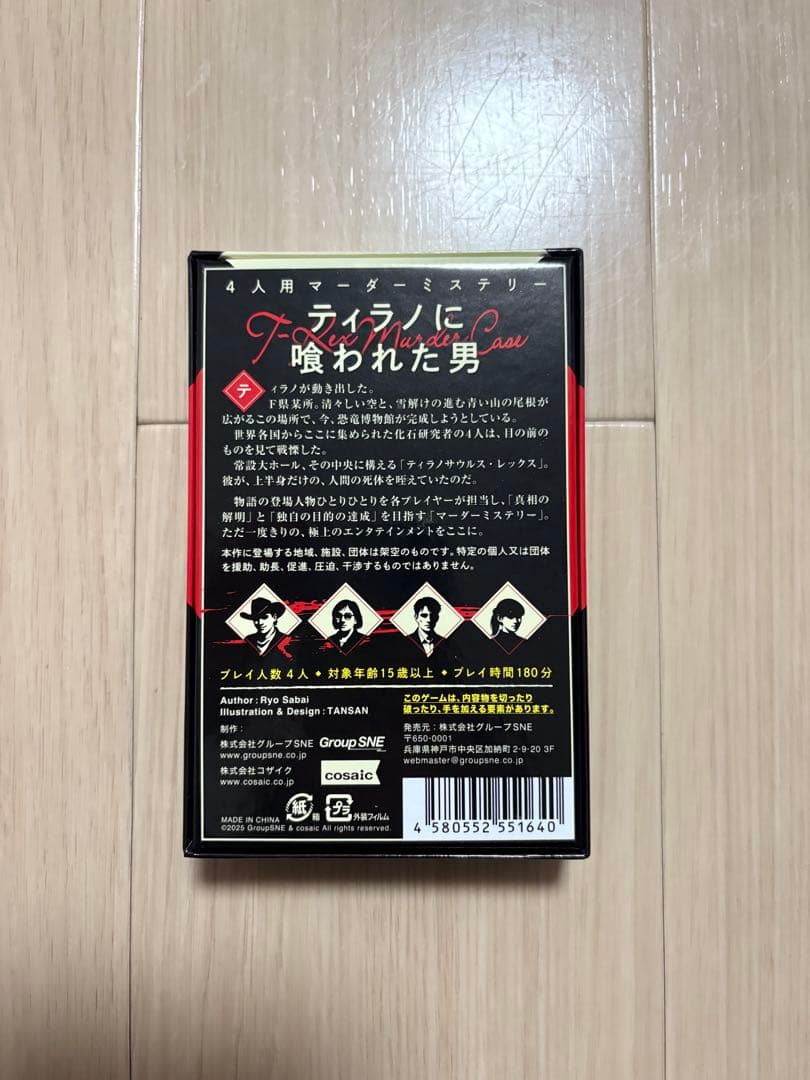 4人用マーダーミステリー
ティラノに
T-Rex Murder Case
喰われた男
ティラノが動き出した。
F県某所。清々しい空と、雪解けの進む青い山の尾根が
広がるこの場所で、今、恐竜博物館が完成しようとしている。
世界各国からここに集められた化石研究者の4人は、目の前の
ものを見て戦慄した。
常設大ホール、その中央に構える「ティラノサウルス・レックス」。
彼が、上半身だけの、人間の死体を咥えていたのだ。
物語の登場人物ひとりひとりを各プレイヤーが担当し、「真相の
解明」と「独自の目的の達成」を目指す「マーダーミステリー」。
ただ一度きりの、極上のエンタテインメントをここに。
本作に登場する地域、施設、団体は架空のものです。特定の個人又は団体
を援助、助長、促進、圧迫、干渉するものではありません。
プレイ人数4人◆対象年齢15歳以上◆プレイ時間180分
Author : Ryo Sabai
Illustration & Design : TANSAN
制作：
株式会社グループSNE GroupSNE
www.groupsne.co.jp
株式会社コザイク cosaic
www.cosaic.co.jp
紙 箱 プラ 外装フィルム
MADE IN CHINA
©2025 GroupSNE & cosaic All rights reserved.
このゲームは、内容物を切ったり
破ったり、手を加える要素があります。
発売元：株式会社グループSNE
〒650-0001
兵庫県神戸市中央区加納町2-9-20 3F
webmaster@groupsne.co.jp
4 580552 551640